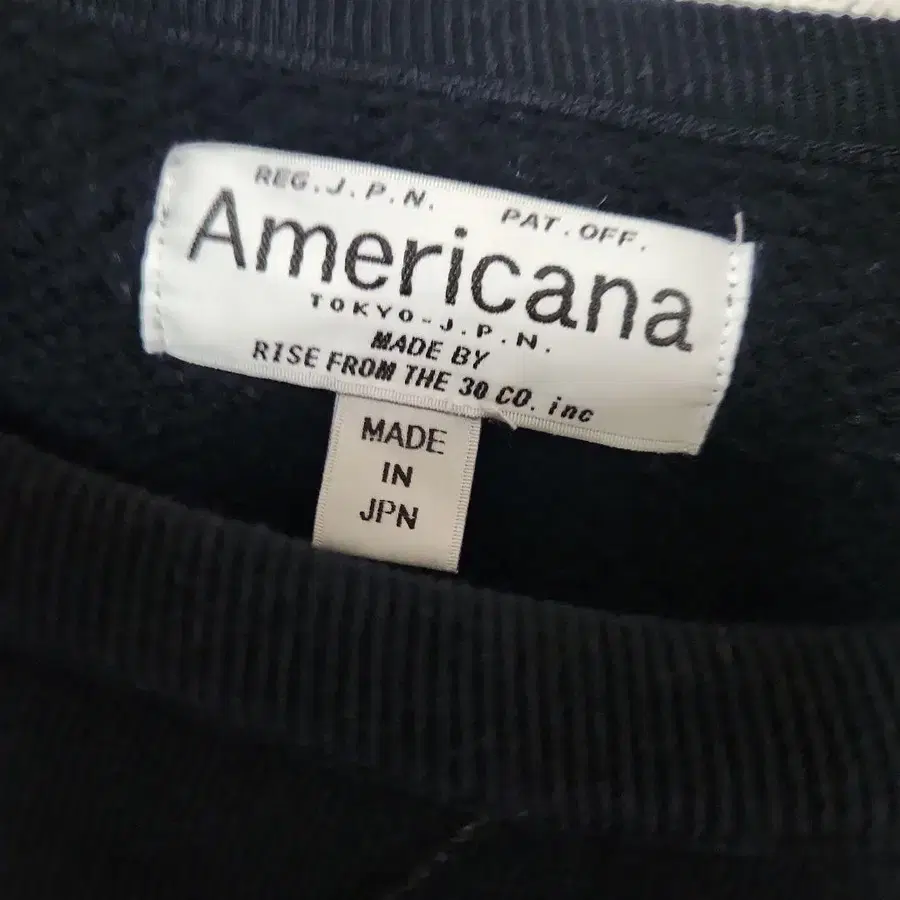 REG.J.P.N. PAT.OFF.
Americana
TOKYO-J.P.N.
MADE BY
RISE FROM THE 30 CO. inc
MADE
IN
JPN